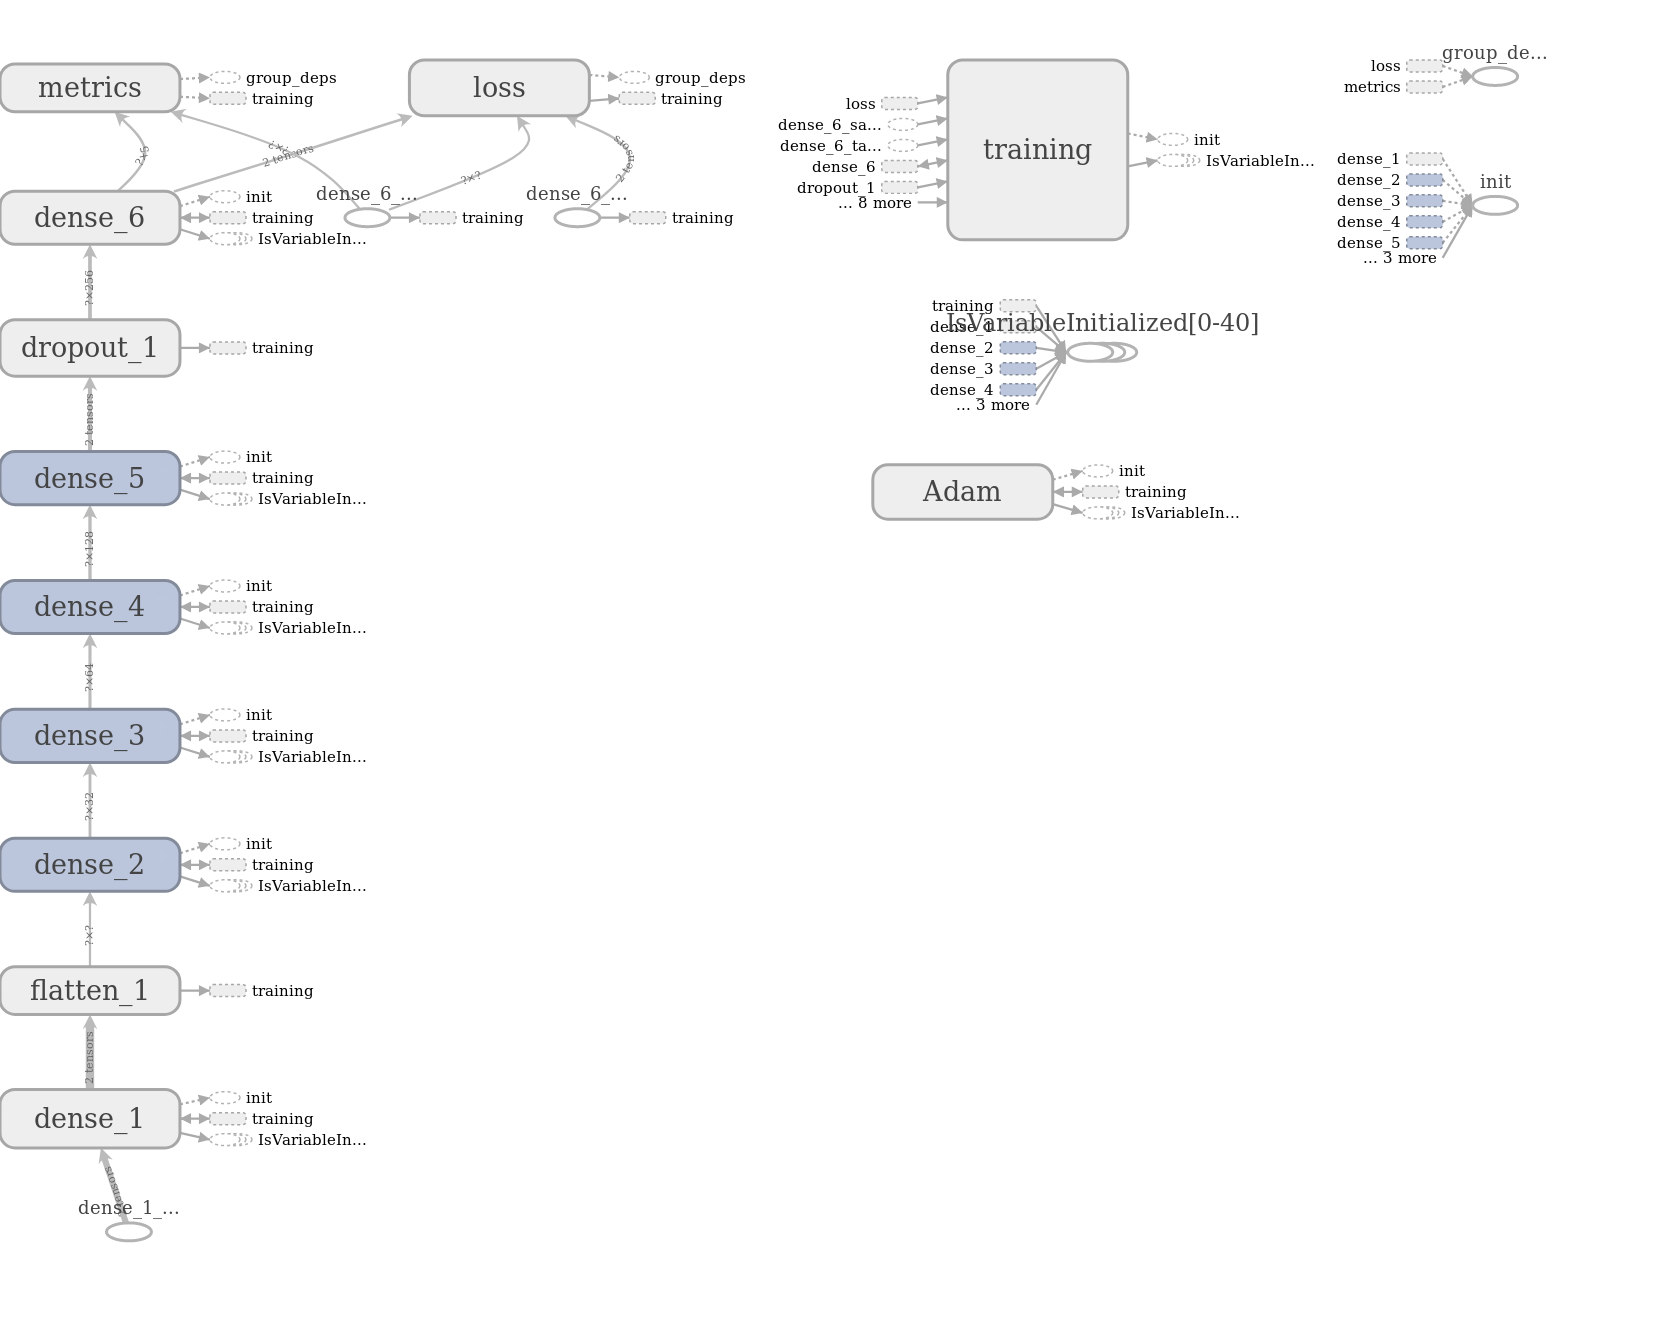 metrics
group_deps
training
?×5
loss
group_deps
training
?×?
2 tensors
?×?
dense_6
init
training
IsVariableIn...
dense_6_...
training
dense_6_...
training
?×256
dropout_1
training
2 tensors
dense_5
init
training
IsVariableIn...
?×128
dense_4
init
training
IsVariableIn...
?×64
dense_3
init
training
IsVariableIn...
?×32
dense_2
init
training
IsVariableIn...
?×?
flatten_1
training
2 tensors
dense_1
init
training
IsVariableIn...
dense_1_...
loss
dense_6_sa...
dense_6_ta...
dense_6
dropout_1
... 8 more
training
init
IsVariableIn...
group_de...
loss
metrics
init
dense_1
dense_2
dense_3
dense_4
dense_5
... 3 more
IsVariableInitialized[0-40]
training
dense_1
dense_2
dense_3
dense_4
... 3 more
Adam
init
training
IsVariableIn...